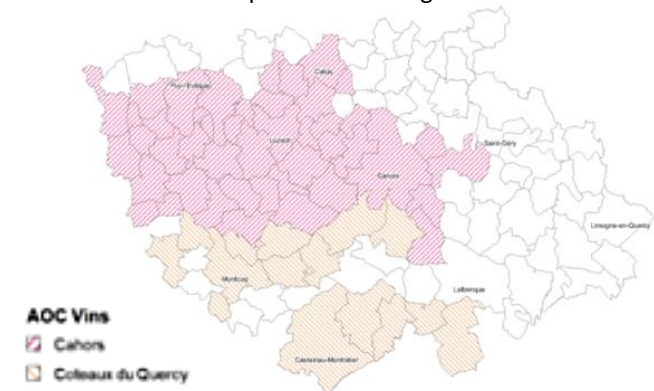 Catus
Puy-l'Evêque
Luzech
Saint-Géry
Cahors
Limogne-en-Quercy
Montcuq
Lalbenque
AOC Vins
Cahors
Coteaux du Quercy
Castelnau-Montratier